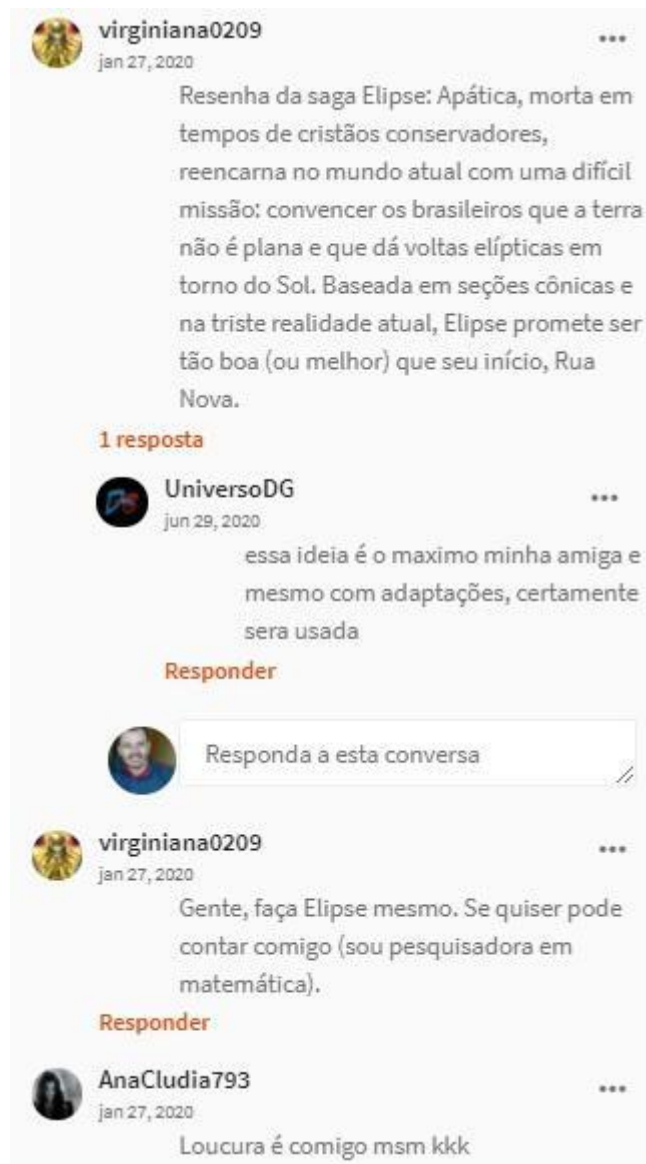 virginiana0209
jan 27, 2020
Resenha da saga Elipse: Apática, morta em
tempos de cristãos conservadores,
reencarna no mundo atual com uma difícil
missão: convencer os brasileiros que a terra
não é plana e que dá voltas elípticas em
torno do Sol. Baseada em seções cônicas e
na triste realidade atual, Elipse promete ser
tão boa (ou melhor) que seu início, Rua
Nova.
1 resposta
UniversoDG
jun 29, 2020
essa ideia é o maximo minha amiga e
mesmo com adaptações, certamente
sera usada
Responder
Responda a esta conversa
virginiana0209
jan 27, 2020
Gente, faça Elipse mesmo. Se quiser pode
contar comigo (sou pesquisadora em
matemática).
Responder
AnaCludia793
jan 27, 2020
Loucura é comigo msm kkk